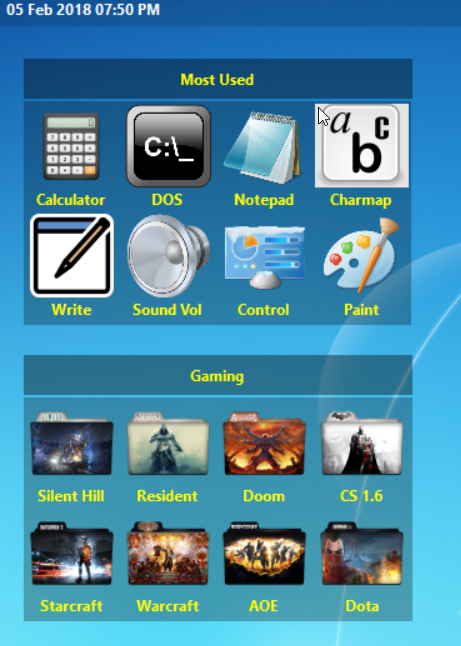 05 Feb 2018 07:50 PM
Most Used
C:\_
a
b
c
Calculator
DOS
Notepad
Charmap
Write
Sound Vol
Control
Paint
Gaming
Silent Hill
Resident
Doom
CS 1.6
Starcraft
Warcraft
AOE
Dota